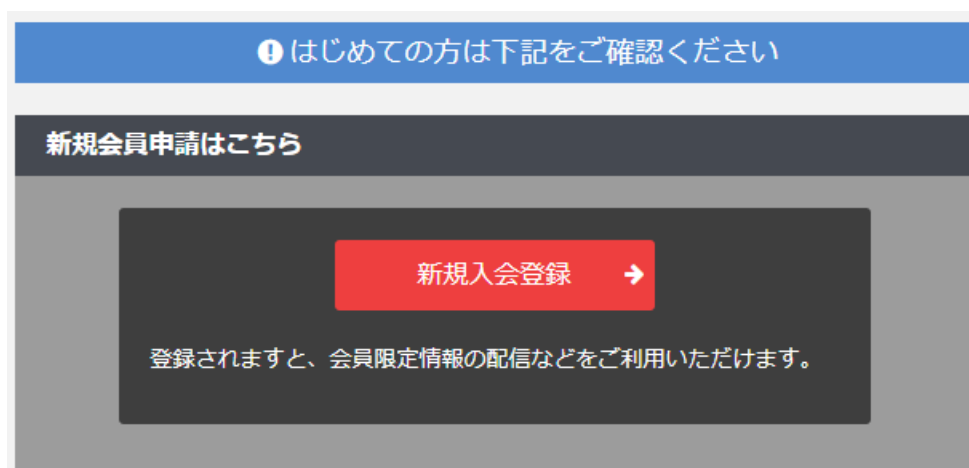 はじめての方は下記をご確認ください
新規会員申請はこちら
新規入会登録
登録されますと、会員限定情報の配信などをご利用いただけます。